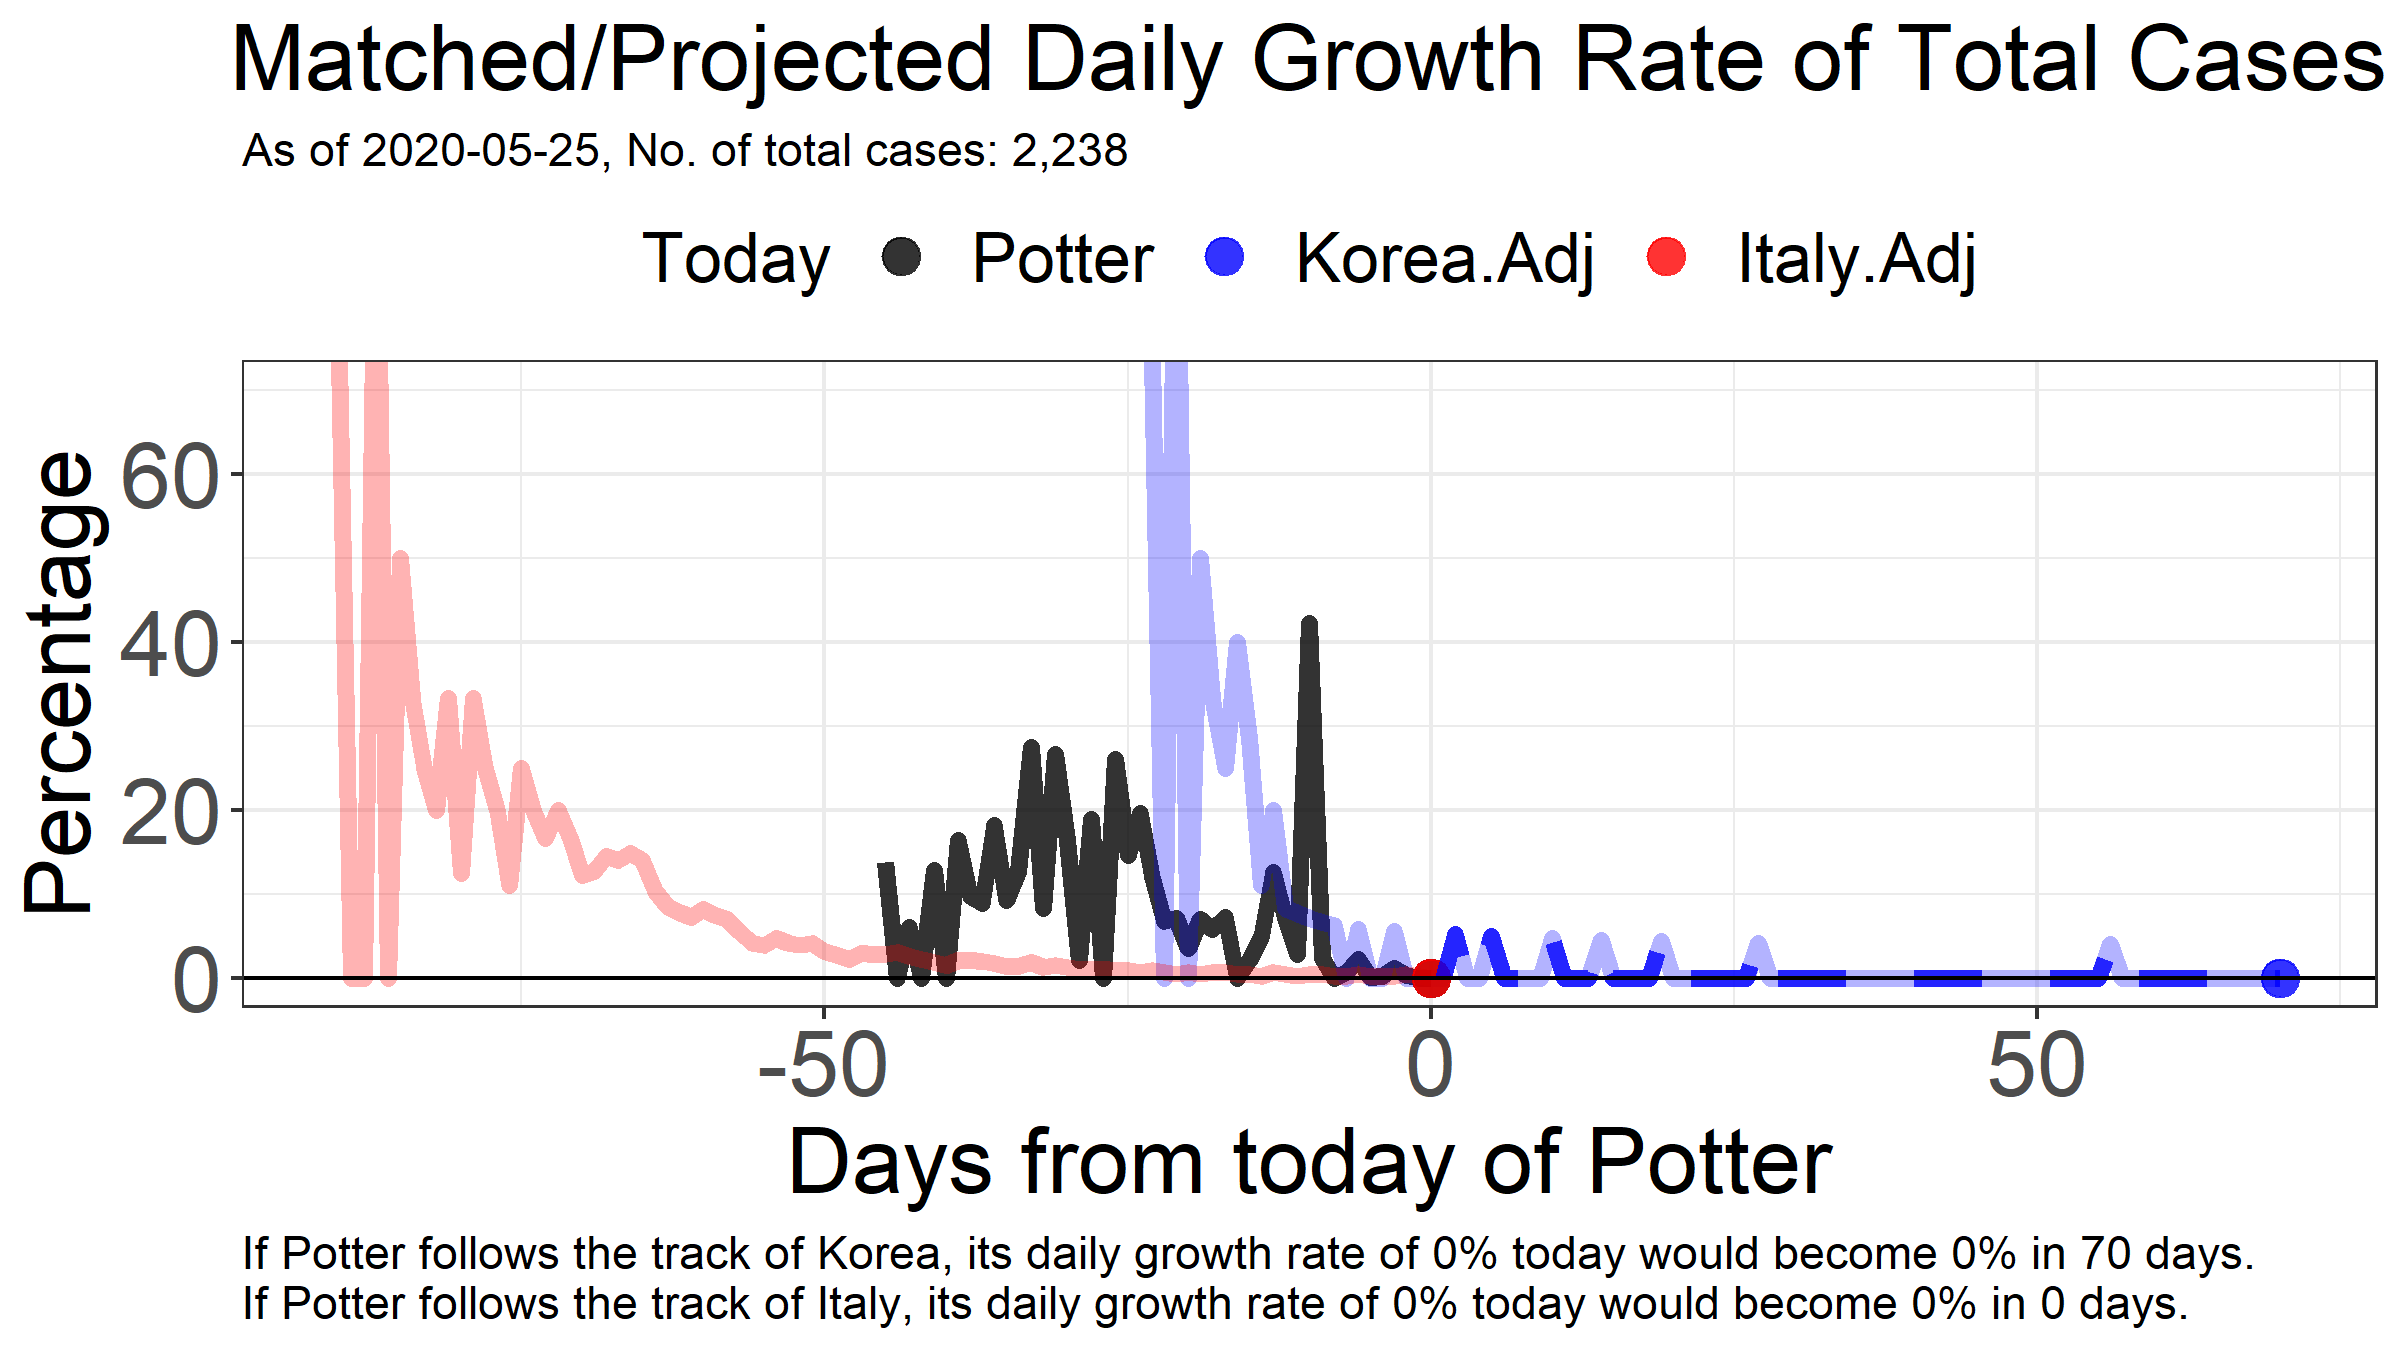 Matched/Projected Daily Growth Rate of Total Cases
As of 2020-05-25, No. of total cases: 2,238
Today Potter Korea.Adj Italy.Adj
Percentage
60
40
20
0
-50 0 50
Days from today of Potter
If Potter follows the track of Korea, its daily growth rate of 0% today would become 0% in 70 days.
If Potter follows the track of Italy, its daily growth rate of 0% today would become 0% in 0 days.